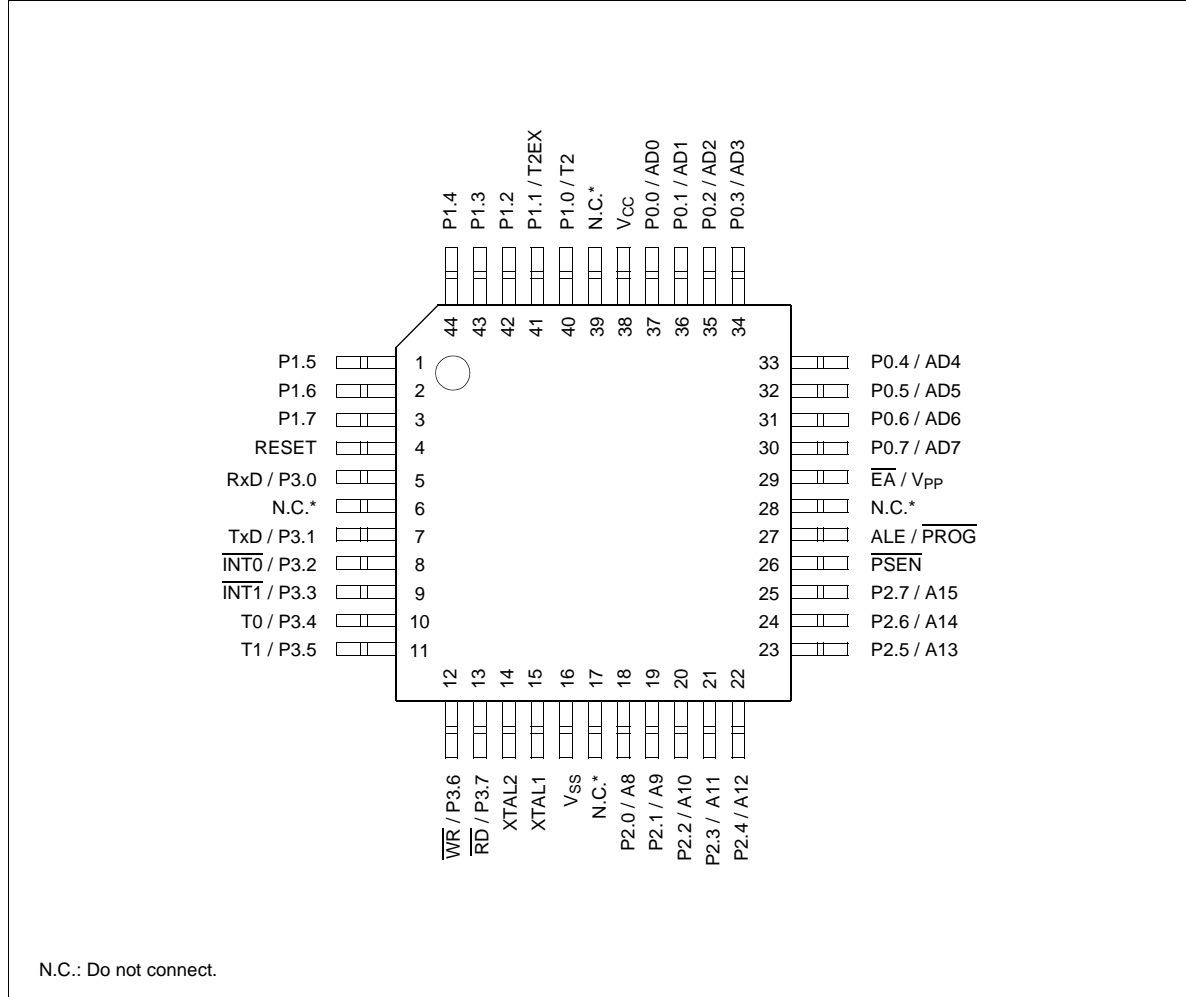 P1.4
P1.3
P1.2
P1.1 / T2EX
P1.0 / T2
N.C.*
VCC
P0.0 / AD0
P0.1 / AD1
P0.2 / AD2
P0.3 / AD3
44
43
42
41
40
39
38
37
36
35
34
P1.5 1
P1.6 2
P1.7 3
RESET 4
RxD / P3.0 5
N.C.* 6
TxD / P3.1 7
INT0 / P3.2 8
INT1 / P3.3 9
T0 / P3.4 10
T1 / P3.5 11
33 P0.4 / AD4
32 P0.5 / AD5
31 P0.6 / AD6
30 P0.7 / AD7
29 EA / VPP
28 N.C.*
27 ALE / PROG
26 PSEN
25 P2.7 / A15
24 P2.6 / A14
23 P2.5 / A13
12
13
14
15
16
17
18
19
20
21
22
WR / P3.6
RD / P3.7
XTAL2
XTAL1
VSS
N.C.*
P2.0 / A8
P2.1 / A9
P2.2 / A10
P2.3 / A11
P2.4 / A12
N.C.: Do not connect.